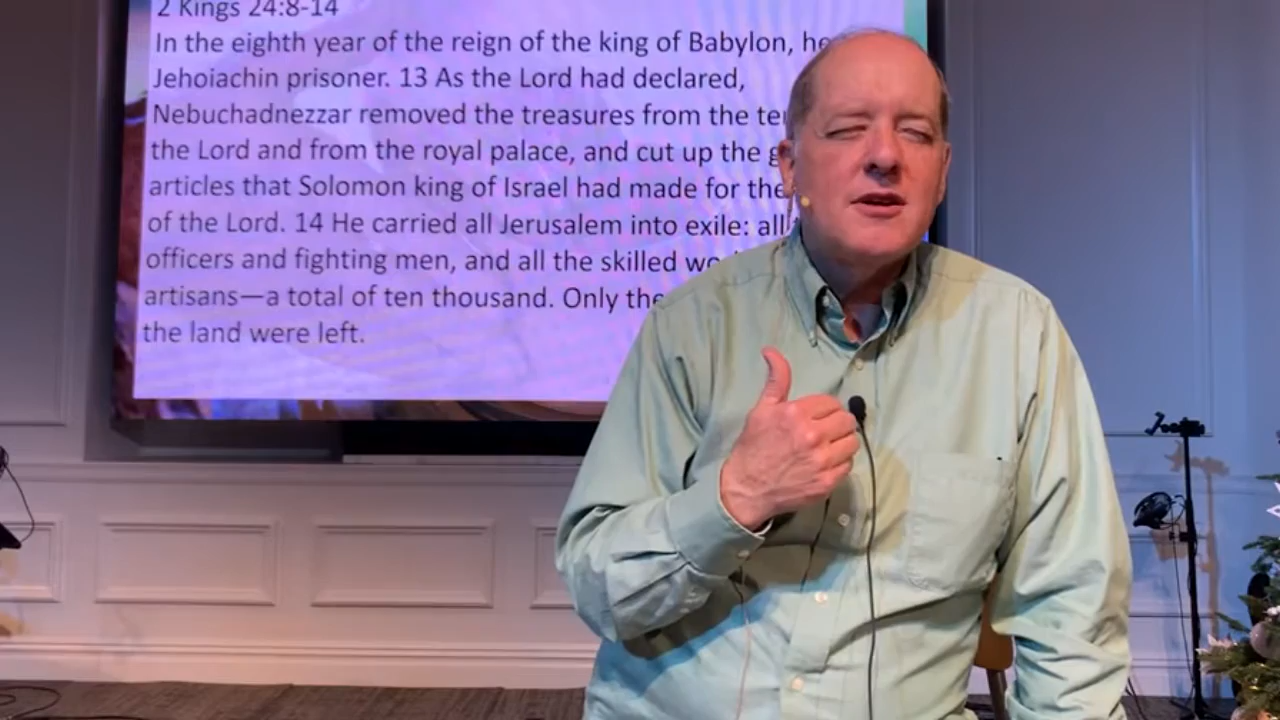 2 Kings 24:8-14
In the eighth year of the reign of the king of Babylon, he
Jehoiachin prisoner. 13 As the Lord had declared,
Nebuchadnezzar removed the treasures from the
the Lord and from the royal palace, and cut up the
articles that Solomon king of Israel had made for the
of the Lord. 14 He carried all Jerusalem into exile: all
officers and fighting men, and all the skilled
artisans—a total of ten thousand. Only the
the land were left.